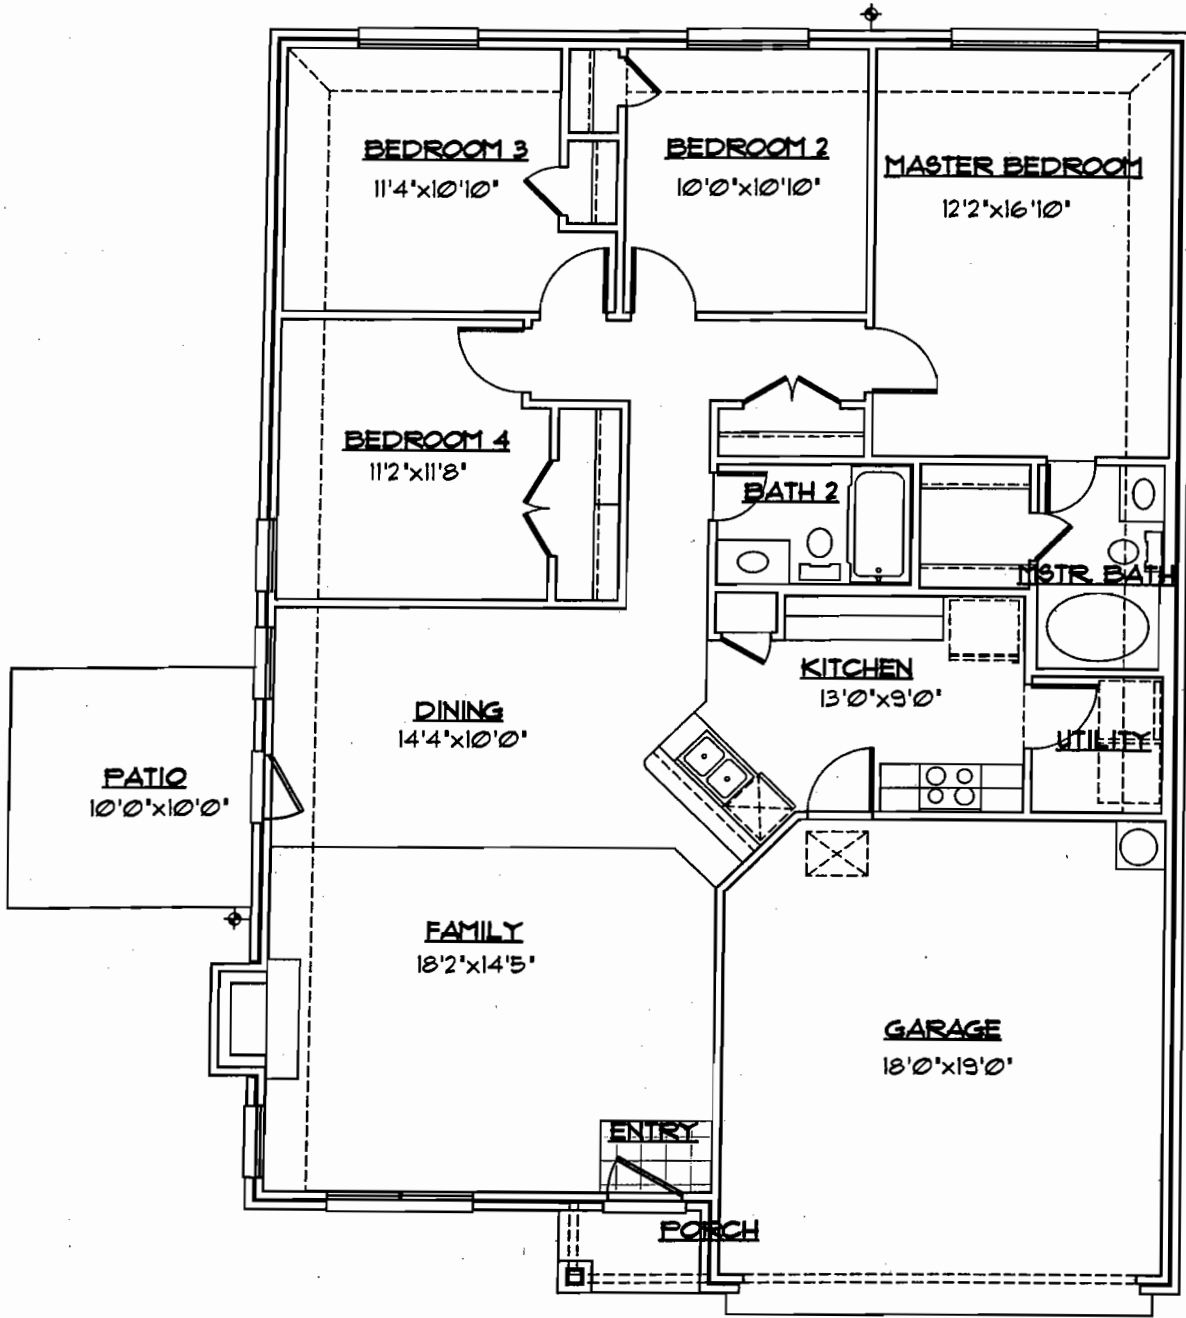 BEDROOM 3
11'4"x10'10"
BEDROOM 2
10'0"x10'10"
MASTER BEDROOM
12'2"x16'10"
BEDROOM 4
11'2"x11'8"
BATH 2
MSTR. BATH
KITCHEN
13'0"x9'0"
DINING
14'4"x10'0"
UTILITY
PATIO
10'0"x10'0"
FAMILY
18'2"x14'5"
GARAGE
18'0"x19'0"
ENTRY
PORCH